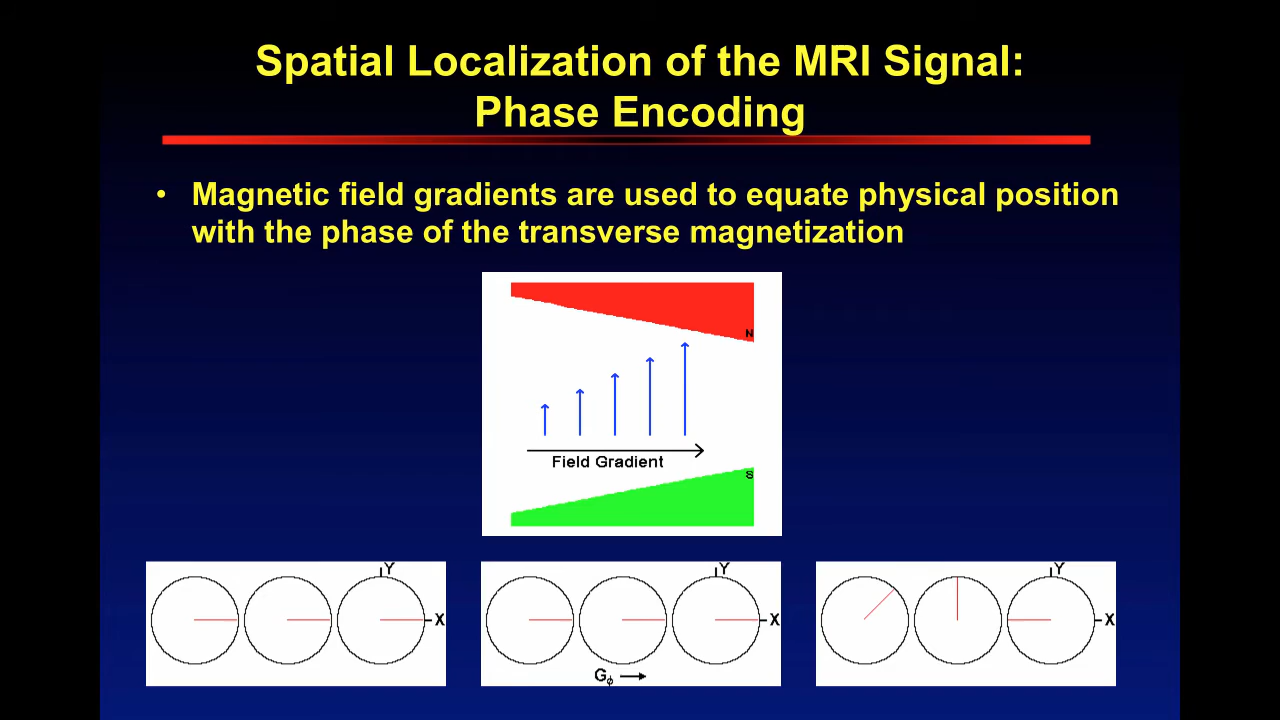 Spatial Localization of the MRI Signal:
Phase Encoding
• Magnetic field gradients are used to equate physical position
with the phase of the transverse magnetization
N
Field Gradient
S
Y
X
Y
X
Gϕ
Y
X